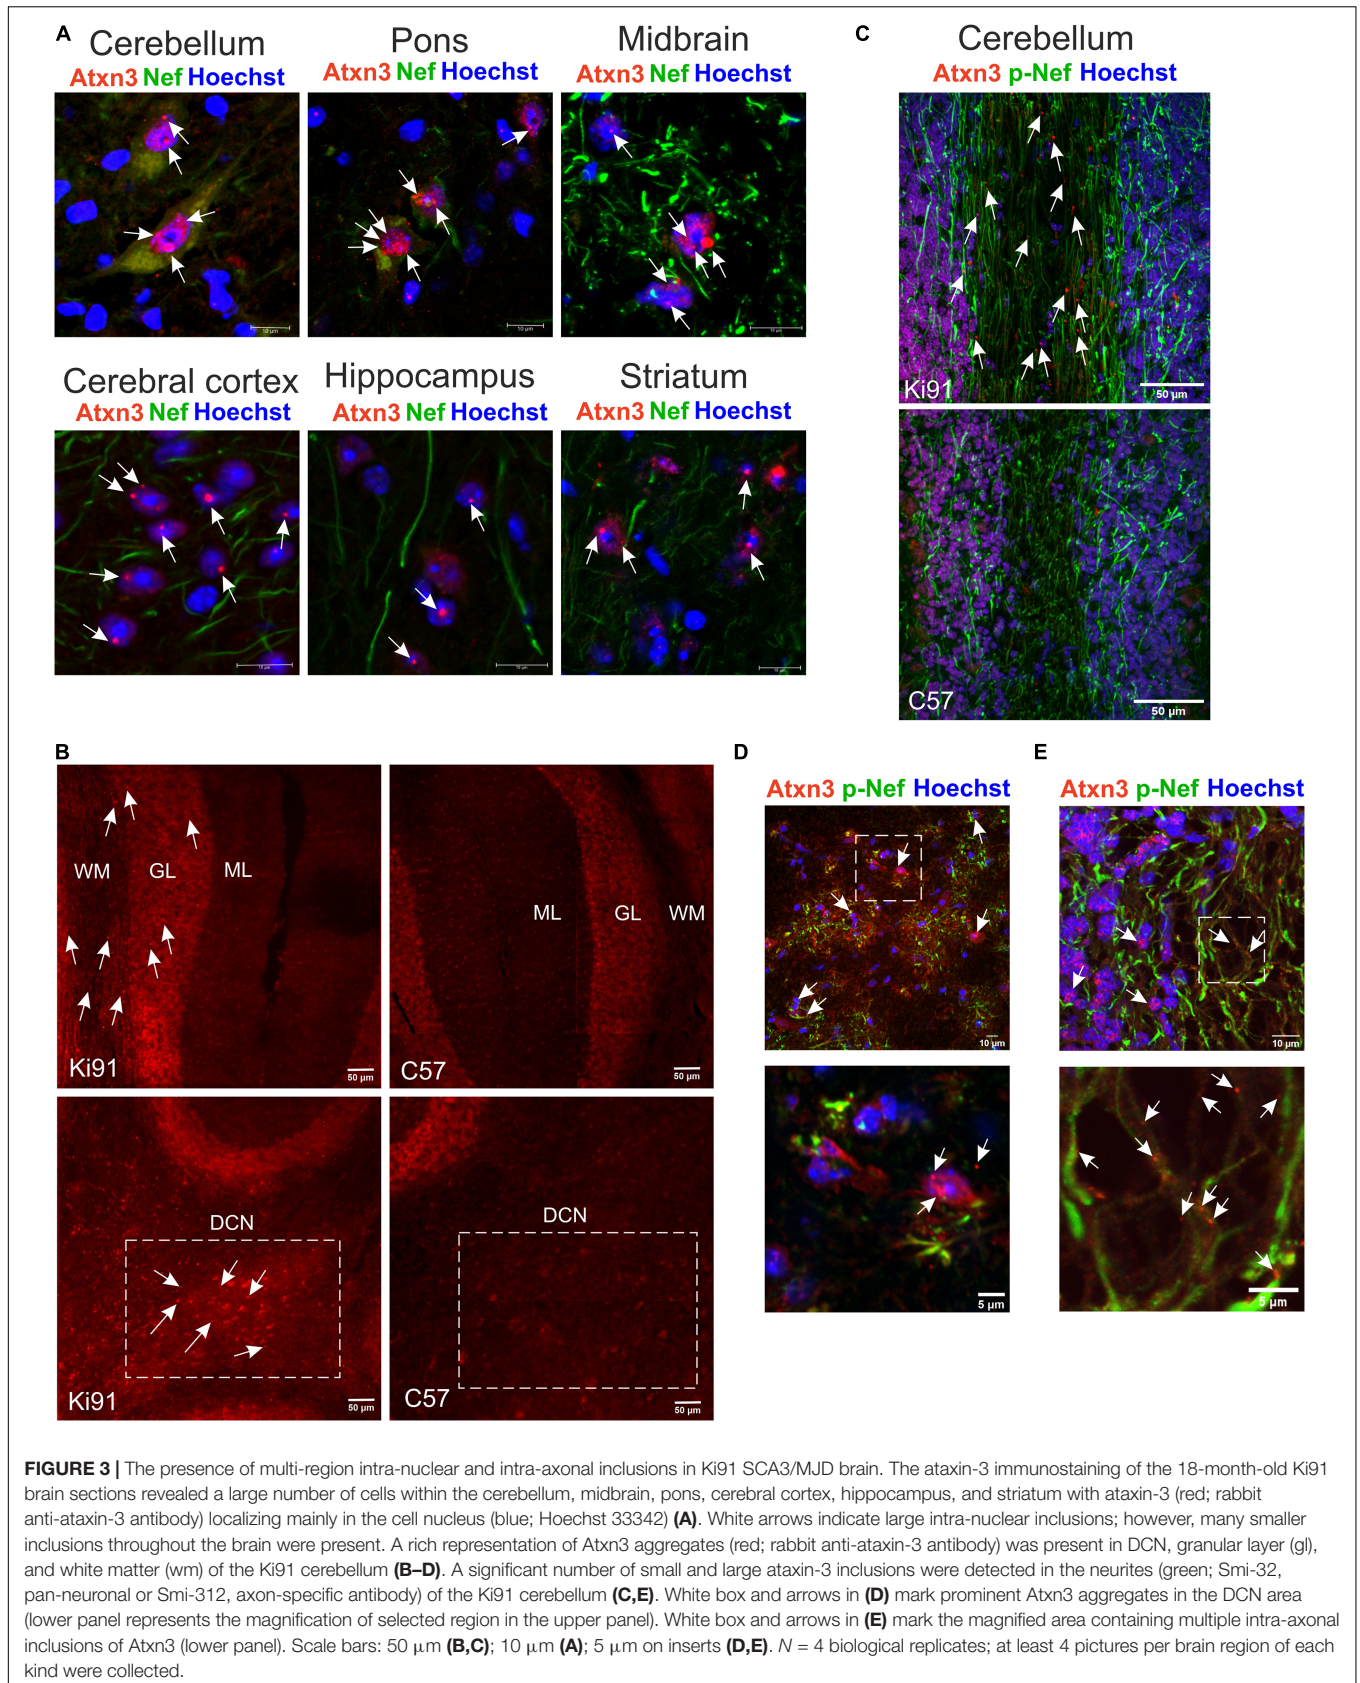 A
Cerebellum
Atxn3 Nef Hoechst
10 µm
Pons
Atxn3 Nef Hoechst
10 µm
Midbrain
Atxn3 Nef Hoechst
10 µm
Cerebral cortex
Atxn3 Nef Hoechst
10 µm
Hippocampus
Atxn3 Nef Hoechst
10 µm
Striatum
Atxn3 Nef Hoechst
10 µm
C
Cerebellum
Atxn3 p-Nef Hoechst
Ki91
50 µm
C57
50 µm
B
WM GL ML
Ki91
50 µm
ML GL WM
C57
50 µm
DCN
Ki91
50 µm
DCN
C57
50 µm
D
Atxn3 p-Nef Hoechst
10 µm
5 µm
E
Atxn3 p-Nef Hoechst
10 µm
5 µm
FIGURE 3 | The presence of multi-region intra-nuclear and intra-axonal inclusions in Ki91 SCA3/MJD brain. The ataxin-3 immunostaining of the 18-month-old Ki91
brain sections revealed a large number of cells within the cerebellum, midbrain, pons, cerebral cortex, hippocampus, and striatum with ataxin-3 (red; rabbit
anti-ataxin-3 antibody) localizing mainly in the cell nucleus (blue; Hoechst 33342) (A). White arrows indicate large intra-nuclear inclusions; however, many smaller
inclusions throughout the brain were present. A rich representation of Atxn3 aggregates (red; rabbit anti-ataxin-3 antibody) was present in DCN, granular layer (gl),
and white matter (wm) of the Ki91 cerebellum (B–D). A significant number of small and large ataxin-3 inclusions were detected in the neurites (green; Smi-32,
pan-neuronal or Smi-312, axon-specific antibody) of the Ki91 cerebellum (C,E). White box and arrows in (D) mark prominent Atxn3 aggregates in the DCN area
(lower panel represents the magnification of selected region in the upper panel). White box and arrows in (E) mark the magnified area containing multiple intra-axonal
inclusions of Atxn3 (lower panel). Scale bars: 50 µm (B,C); 10 µm (A); 5 µm on inserts (D,E). N = 4 biological replicates; at least 4 pictures per brain region of each
kind were collected.